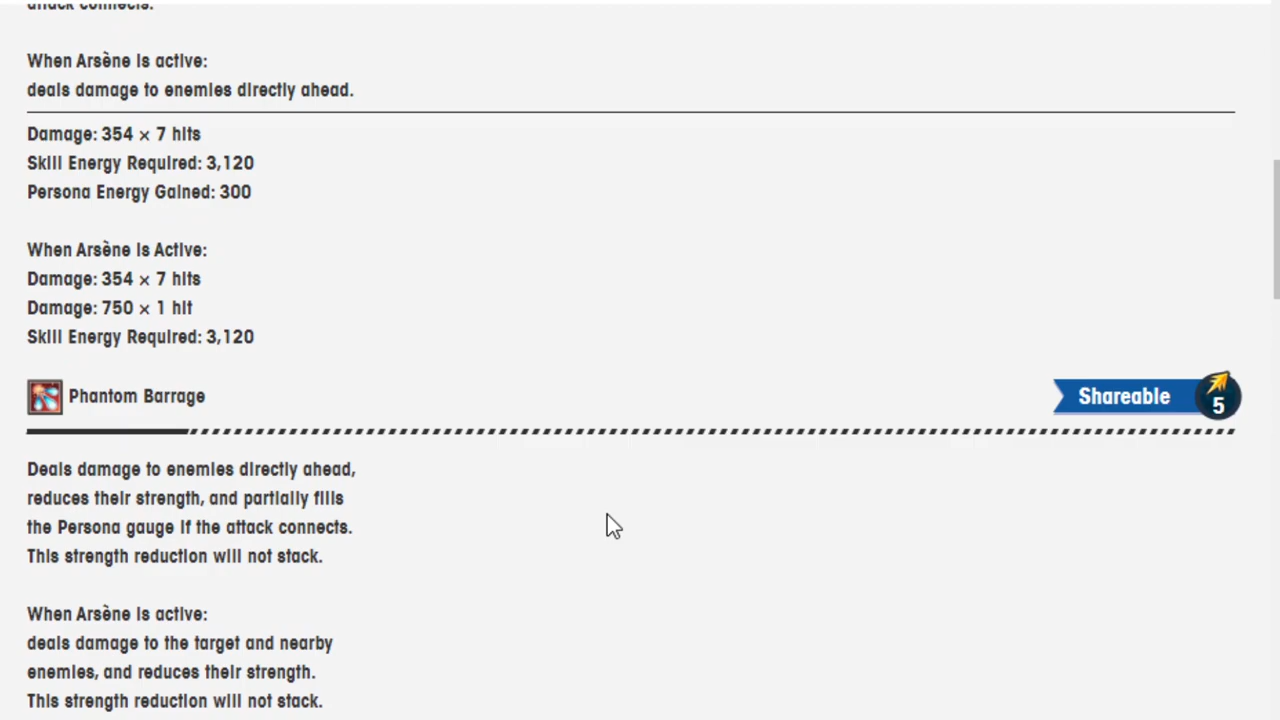 attack connects.
When Arsène is active:
deals damage to enemies directly ahead.
Damage: 354 × 7 hits
Skill Energy Required: 3,120
Persona Energy Gained: 300
When Arsène Is Active:
Damage: 354 × 7 hits
Damage: 750 × 1 hit
Skill Energy Required: 3,120
Phantom Barrage
Shareable 5
Deals damage to enemies directly ahead,
reduces their strength, and partially fills
the Persona gauge if the attack connects.
This strength reduction will not stack.
When Arsène is active:
deals damage to the target and nearby
enemies, and reduces their strength.
This strength reduction will not stack.